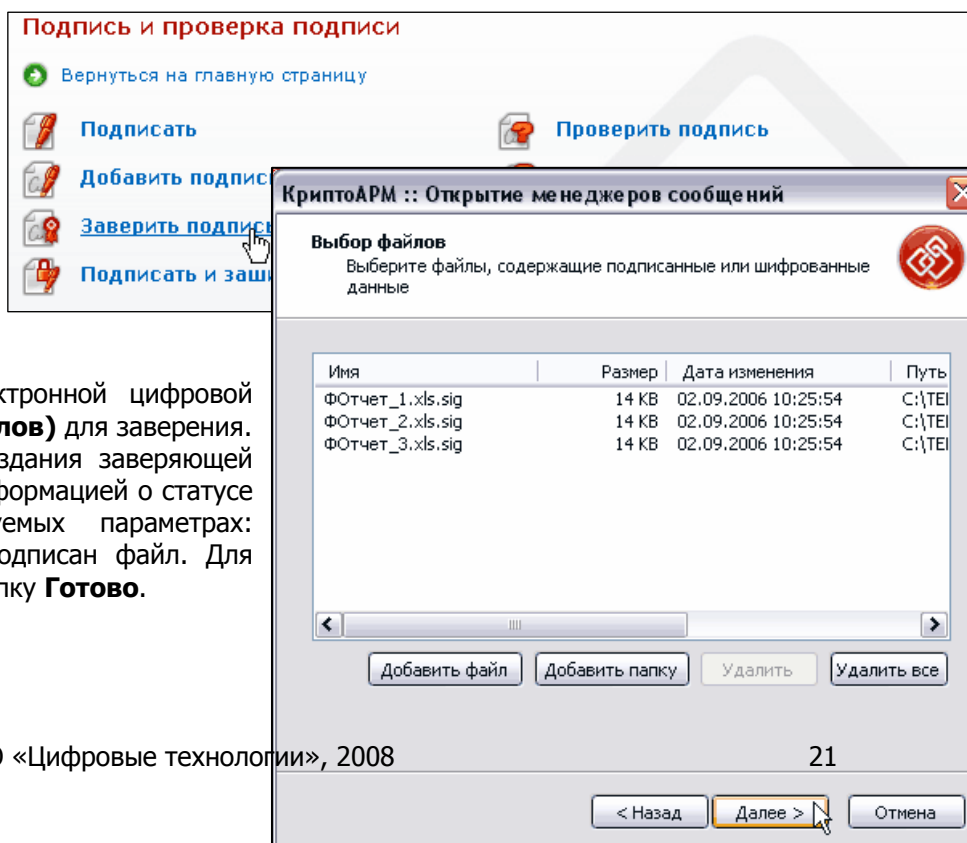 Подпись и проверка подписи
Вернуться на главную страницу
Подписать
Проверить подпись
Добавить подпис
Заверить подпись
Подписать и заши
КриптоАРМ :: Открытие менеджеров сообщений
Выбор файлов
Выберите файлы, содержащие подписанные или шифрованные
данные
Имя Размер Дата изменения Путь
ФОтчет_1.xls.sig 14 KB 02.09.2006 10:25:54 C:\TEI
ФОтчет_2.xls.sig 14 KB 02.09.2006 10:25:54 C:\TEI
ФОтчет_3.xls.sig 14 KB 02.09.2006 10:25:54 C:\TEI
Добавить файл Добавить папку Удалить Удалить все
< Назад Далее > Отмена
ктронной цифровой
лов) для заверения.
здания заверяющей
формацией о статусе
уемых параметрах:
одписан файл. Для
пку Готово.
«Цифровые технологии», 2008 21